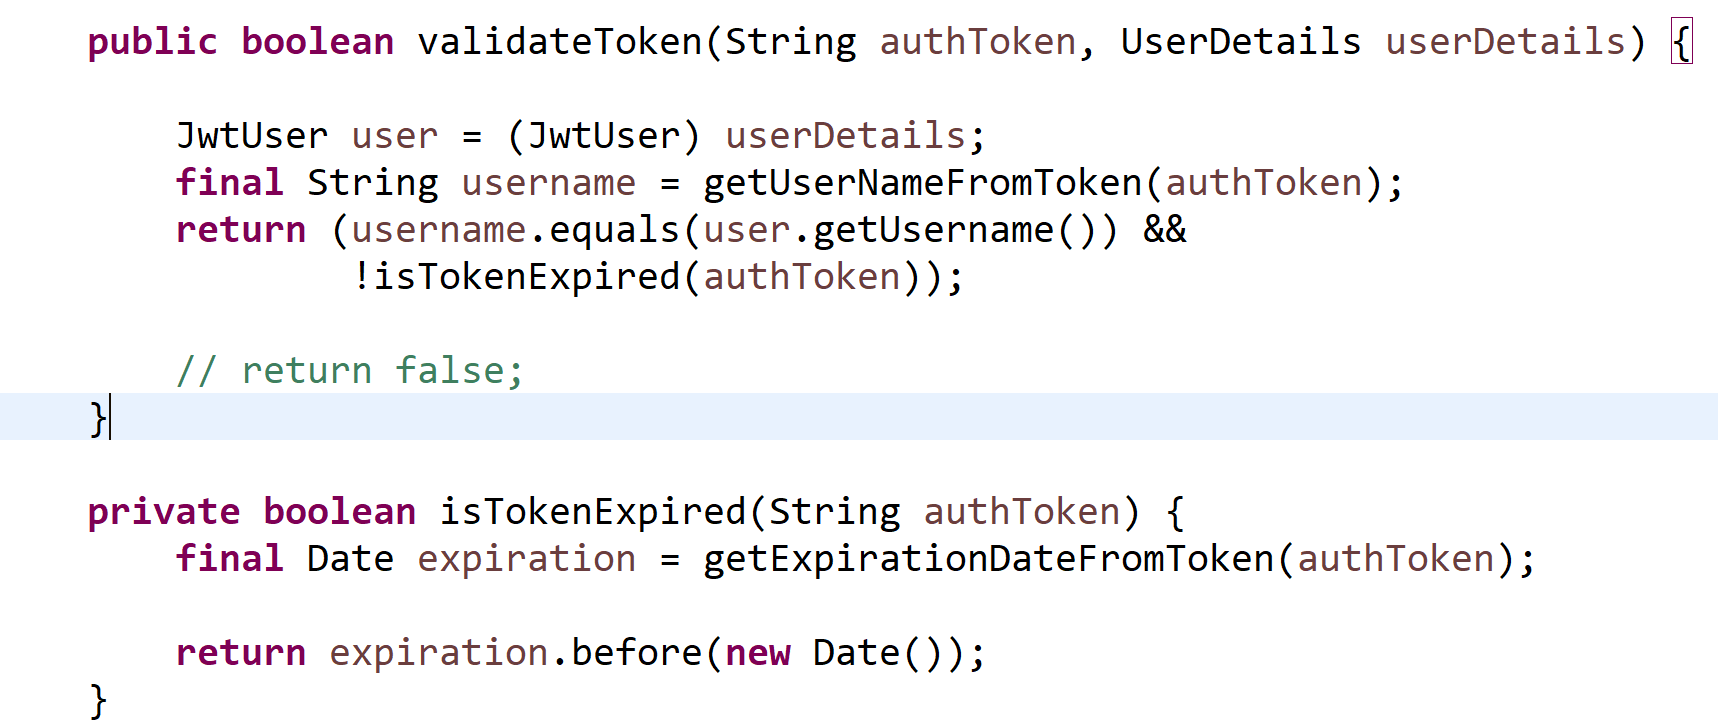 public boolean validateToken(String authToken, UserDetails userDetails) {
JwtUser user = (JwtUser) userDetails;
final String username = getUserNameFromToken(authToken);
return (username.equals(user.getUsername()) &&
!isTokenExpired(authToken));
// return false;
}
private boolean isTokenExpired(String authToken) {
final Date expiration = getExpirationDateFromToken(authToken);
return expiration.before(new Date());
}